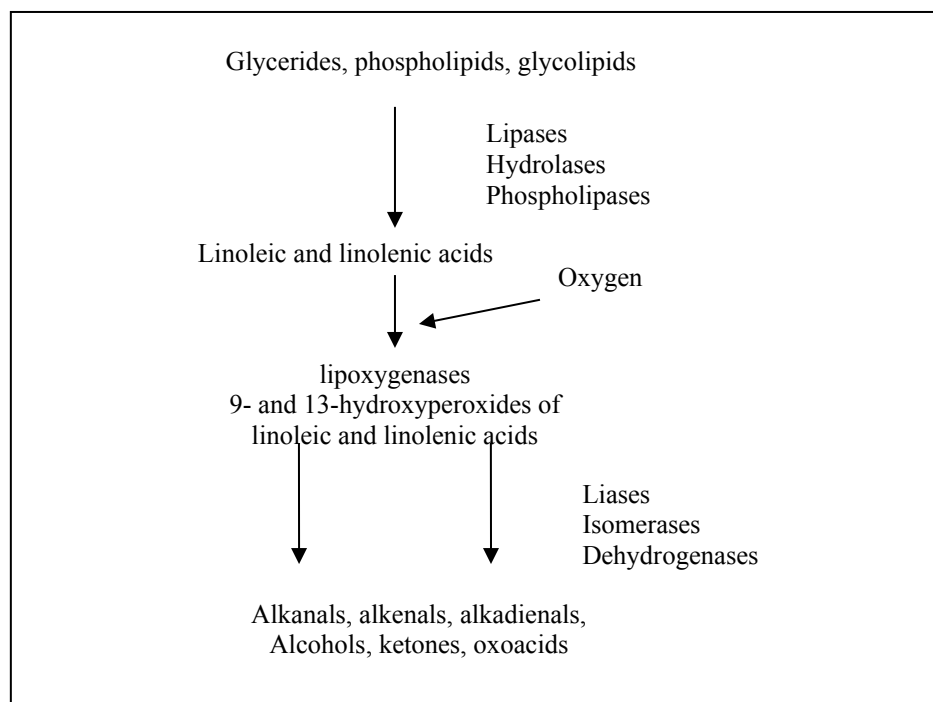 Glycerides, phospholipids, glycolipids
Lipases
Hydrolases
Phospholipases
Linoleic and linolenic acids
Oxygen
lipoxygenases
9- and 13-hydroxyperoxides of
linoleic and linolenic acids
Liases
Isomerases
Dehydrogenases
Alkanals, alkenals, alkadienals,
Alcohols, ketones, oxoacids